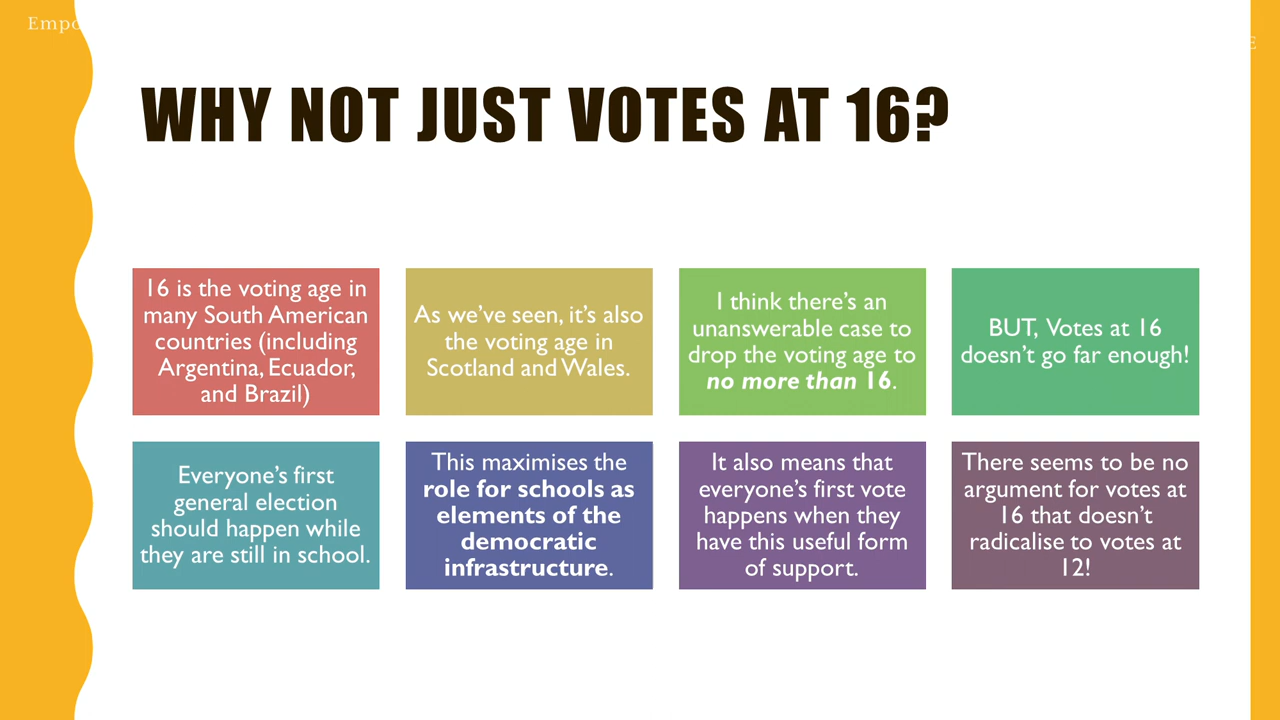 WHY NOT JUST VOTES AT 16?
16 is the voting age in
many South American
countries (including
Argentina, Ecuador,
and Brazil)
As we've seen, it's also
the voting age in
Scotland and Wales.
I think there's an
unanswerable case to
drop the voting age to
no more than 16.
BUT, Votes at 16
doesn't go far enough!
Everyone's first
general election
should happen while
they are still in school.
This maximises the
role for schools as
elements of the
democratic
infrastructure.
It also means that
everyone's first vote
happens when they
have this useful form
of support.
There seems to be no
argument for votes at
16 that doesn't
radicalise to votes at
12!